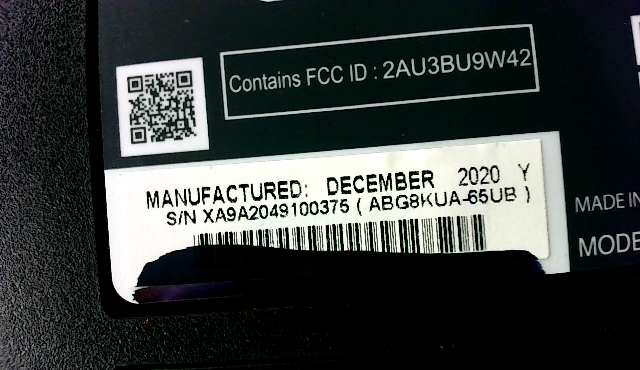 Contains FCC ID : 2AU3BU9W42
MANUFACTURED: DECEMBER 2020 Y
S/N XA9A2049100375 ( ABG8KUA-65UB )
MADE IN
MODE